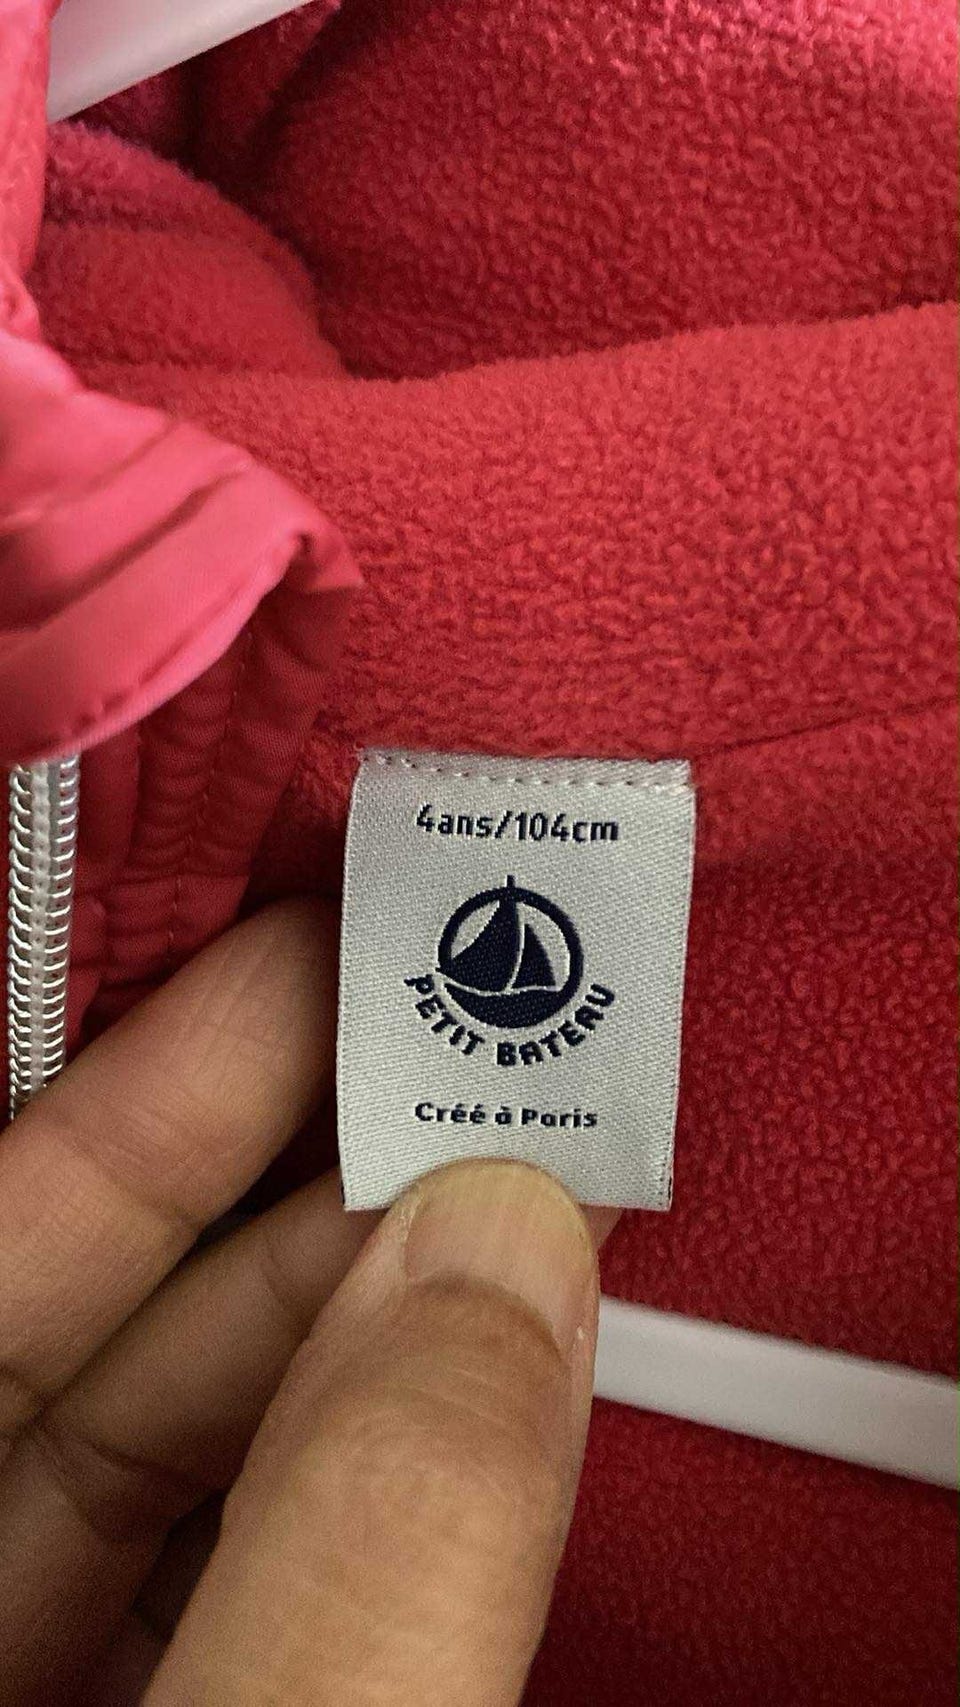 4ans/104cm
PETIT BATEAU
Créé à Paris